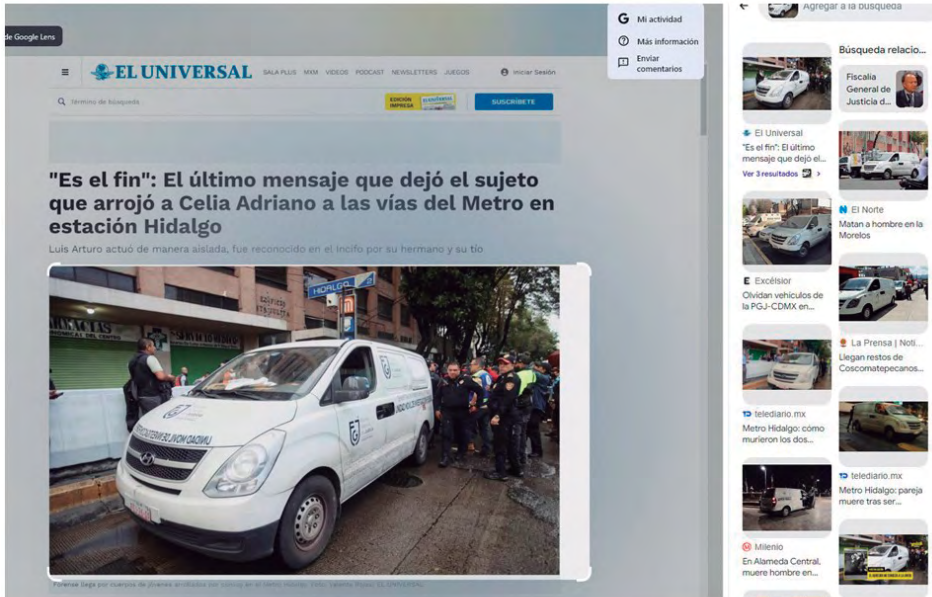 de Google Lens
Mi actividad
Más información
Enviar
comentarios
EL UNIVERSAL
SALA PLUS MXM VIDEOS PODCAST NEWSLETTERS JUEGOS
Iniciar Sesión
Término de búsqueda
EDICIÓN
IMPRESA
SUSCRÍBETE
"Es el fin": El último mensaje que dejó el sujeto
que arrojó a Celia Adriano a las vías del Metro en
estación Hidalgo
Luis Arturo actuó de manera aislada, fue reconocido en el Incifo por su hermano y su tío
HIDALGO
FARMACIAS
SERVICIO MEDICO
FGJ
Agregar a la búsqueda
El Universal
"Es el fin": El último
mensaje que dejó el...
Ver 3 resultados
Excélsior
Olvidan vehículos de
la PGJ-CDMX en...
telediario.mx
Metro Hidalgo: cómo
murieron los dos...
Milenio
En Alameda Central,
muere hombre en...
Búsqueda relacio...
Fiscalía
General de
Justicia d...
El Norte
Matan a hombre en la
Morelos
La Prensa | Noti...
Llegan restos de
Coscomatepecanos...
telediario.mx
Metro Hidalgo: pareja
muere tras ser...